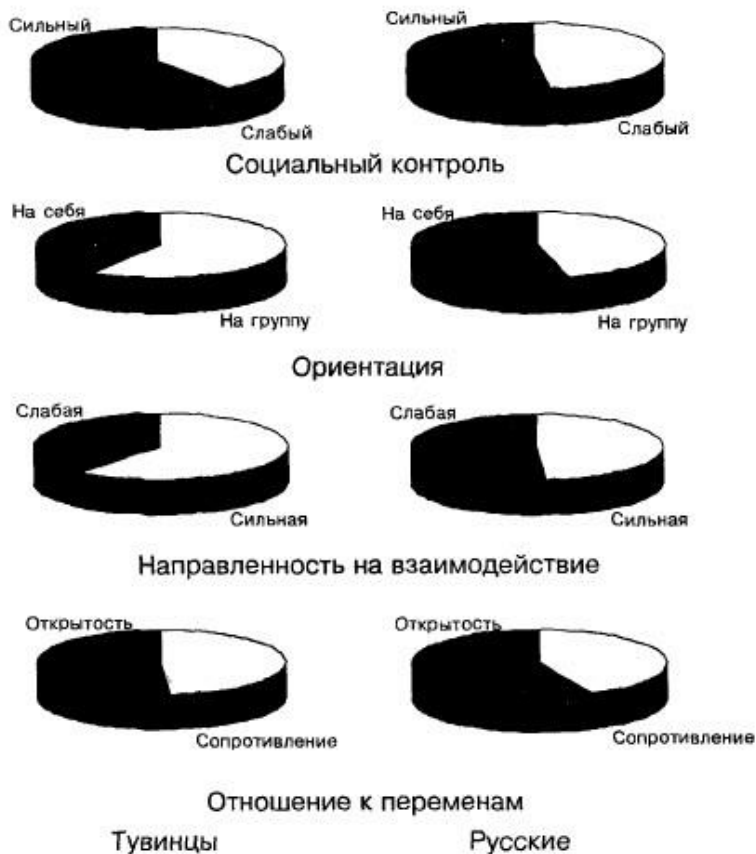 Сильный Сильный
Слабый Слабый
Социальный контроль
На себя На себя
На группу На группу
Ориентация
Слабая Слабая
Сильная Сильная
Направленность на взаимодействие
Открытость Открытость
Сопротивление Сопротивление
Отношение к переменам
Тувинцы Русские